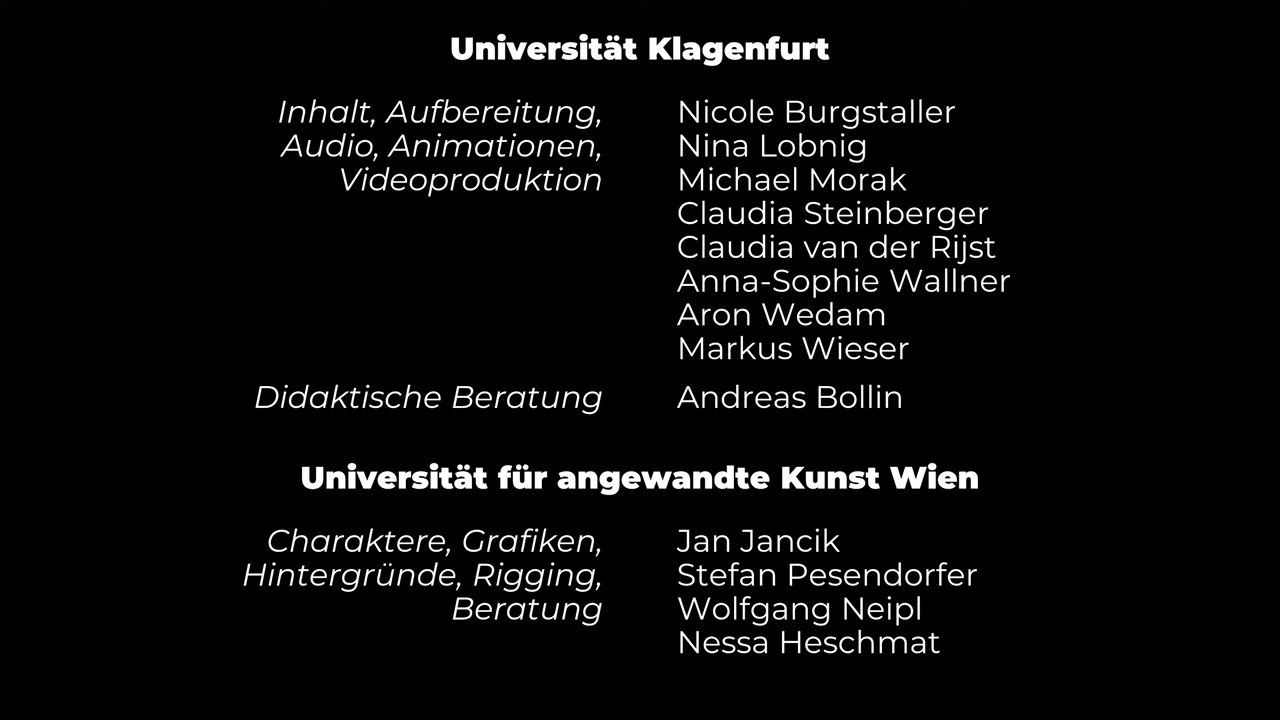 Universität Klagenfurt
Inhalt, Aufbereitung, Nicole Burgstaller
Audio, Animationen, Nina Lobnig
Videoproduktion Michael Morak
Claudia Steinberger
Claudia van der Rijst
Anna-Sophie Wallner
Aron Wedam
Markus Wieser
Didaktische Beratung Andreas Bollin
Universität für angewandte Kunst Wien
Charaktere, Grafiken, Jan Jancik
Hintergründe, Rigging, Stefan Pesendorfer
Beratung Wolfgang Neipl
Nessa Heschmat